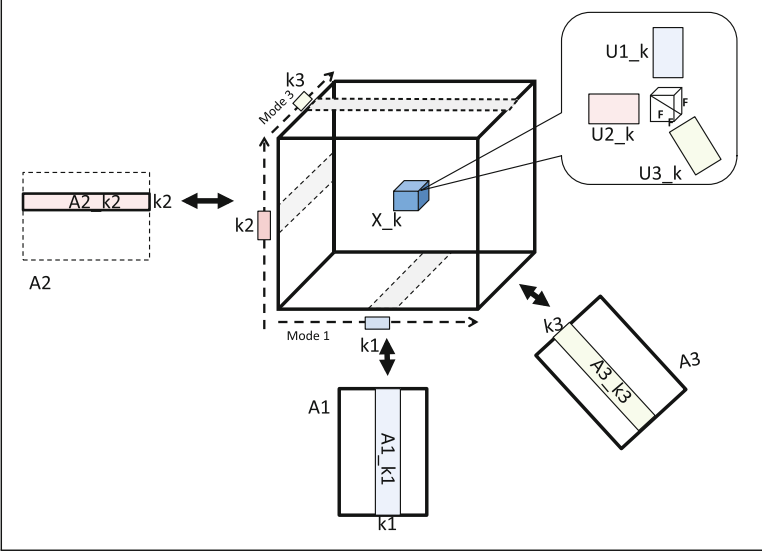 U1_k
k3
Mode 3
F
F
F
U2_k
U3_k
A2_k2
k2
k2
X_k
A2
Mode 1
k1
k3
A3
A3_k3
A1
A1_k1
k1